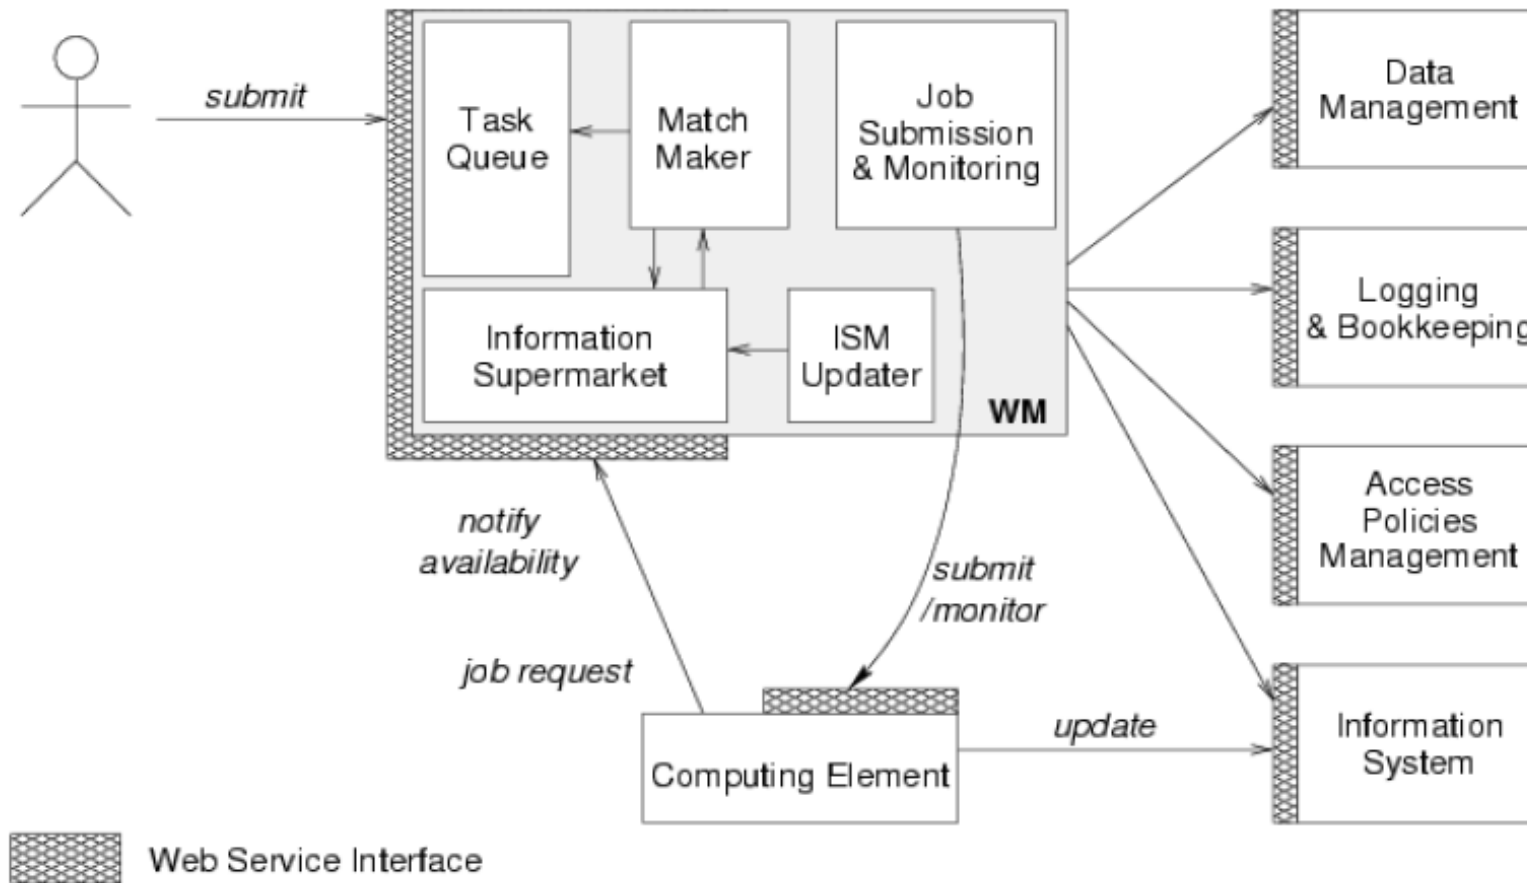 submit
Task
Queue
Match
Maker
Job
Submission
& Monitoring
Information
Supermarket
ISM
Updater
WM
Data
Management
Logging
& Bookkeeping
Access
Policies
Management
Information
System
notify
availability
job request
submit
/monitor
update
Computing Element
Web Service Interface